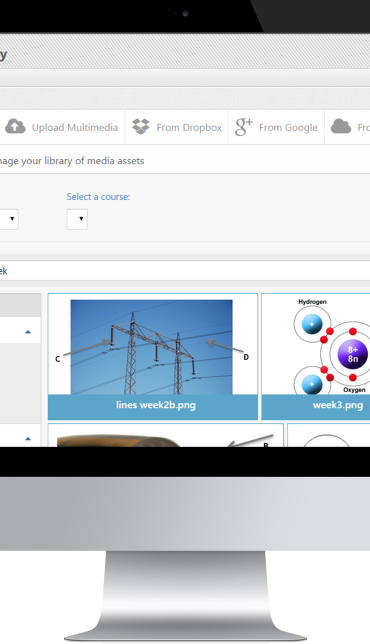 y
Upload Multimedia
From Dropbox
g+ From Google
Fro
nage your library of media assets
Select a course:
ek
C
D
lines week2b.png
Hydrogen
+
8+
8n
+
Oxygen
week3.png
B